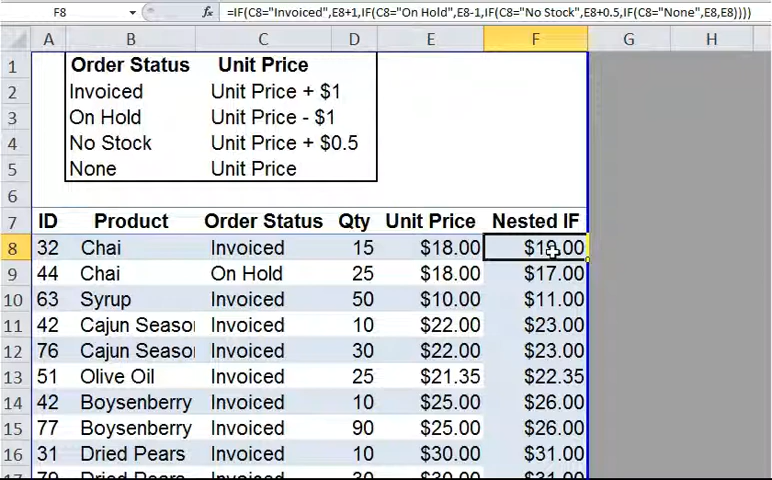 F8 fx =IF(C8="Invoiced",E8+1,IF(C8="On Hold",E8-1,IF(C8="No Stock",E8+0.5,IF(C8="None",E8,E8))))
A B C D E F G H
1 Order Status Unit Price
2 Invoiced Unit Price + $1
3 On Hold Unit Price - $1
4 No Stock Unit Price + $0.5
5 None Unit Price
6
7 ID Product Order Status Qty Unit Price Nested IF
8 32 Chai Invoiced 15 $18.00 $19.00
9 44 Chai On Hold 25 $18.00 $17.00
10 63 Syrup Invoiced 50 $10.00 $11.00
11 42 Cajun Seaso Invoiced 10 $22.00 $23.00
12 76 Cajun Seaso Invoiced 30 $22.00 $23.00
13 51 Olive Oil Invoiced 25 $21.35 $22.35
14 42 Boysenberry Invoiced 10 $25.00 $26.00
15 77 Boysenberry Invoiced 90 $25.00 $26.00
16 31 Dried Pears Invoiced 10 $30.00 $31.00
17 79 Dried Pears Invoiced 30 $30.00 $31.00